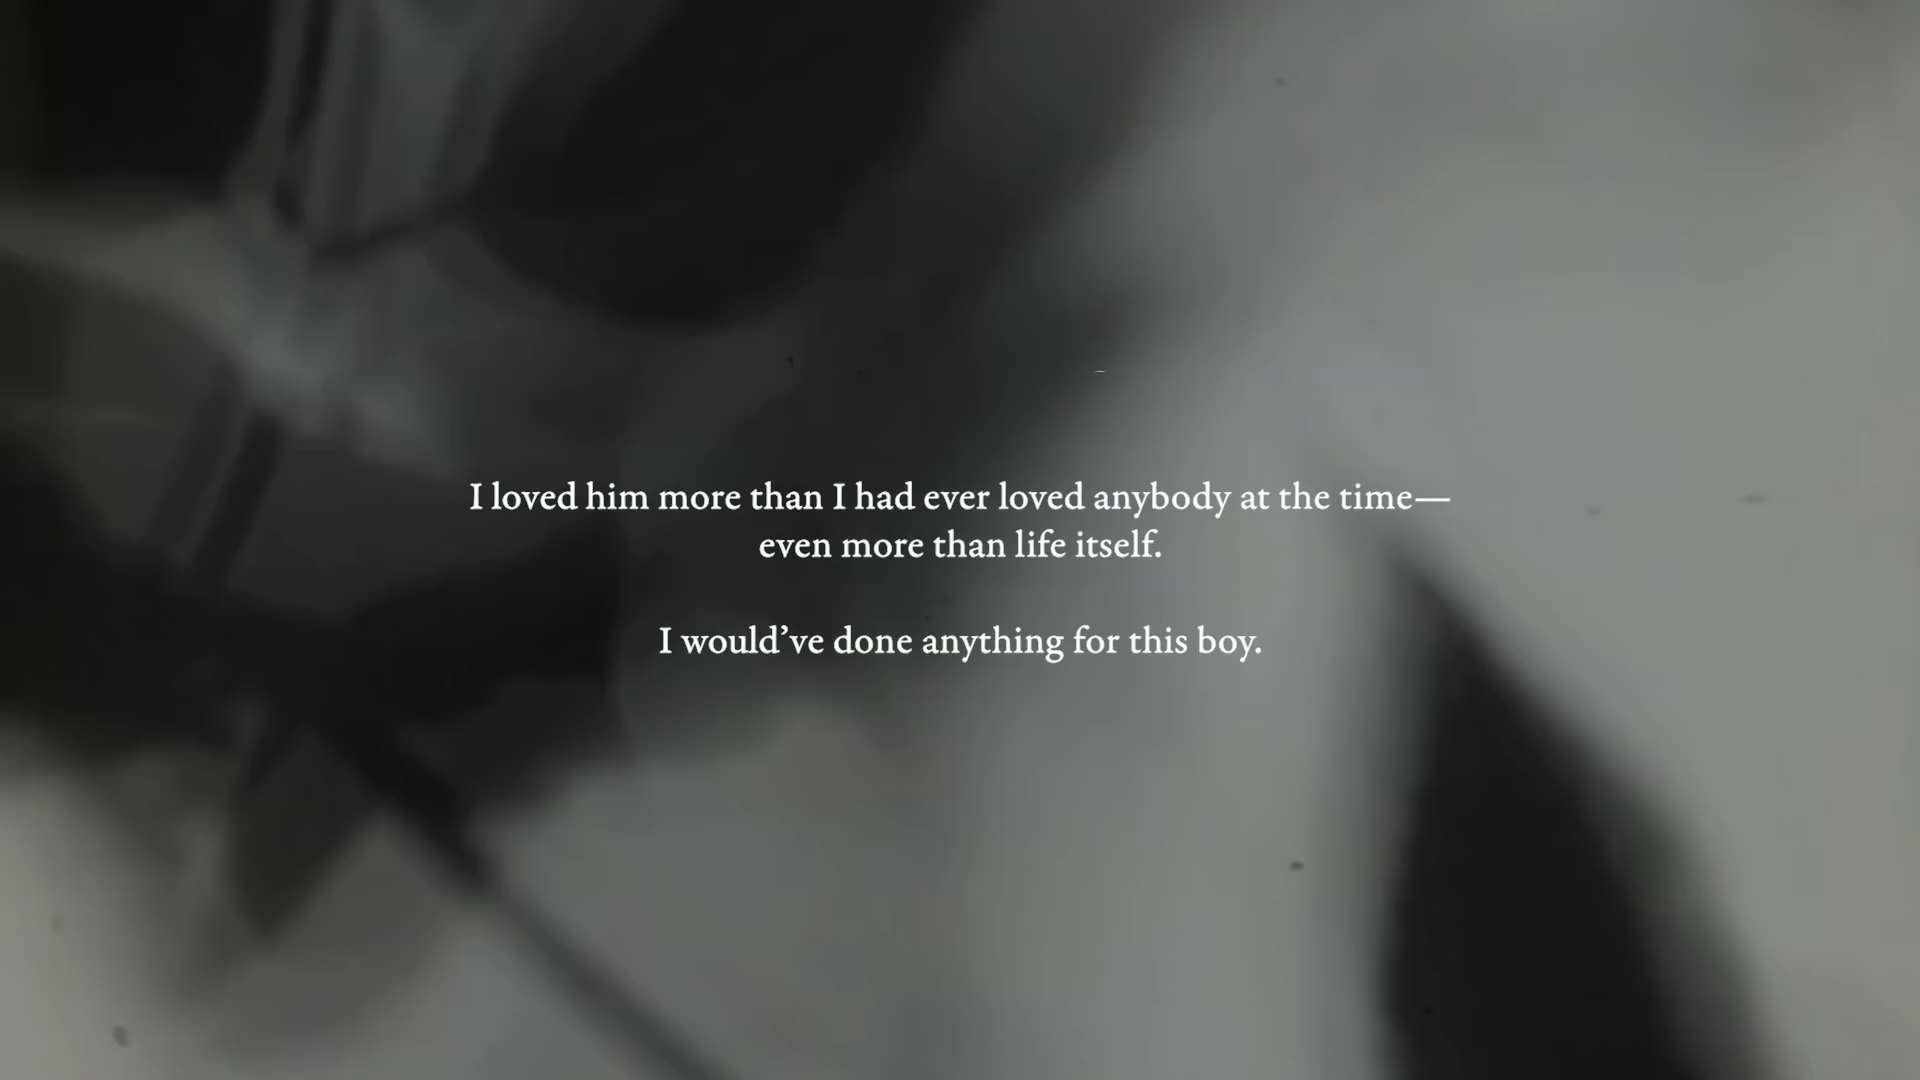 I loved him more than I had ever loved anybody at the time—
even more than life itself.
I would’ve done anything for this boy.